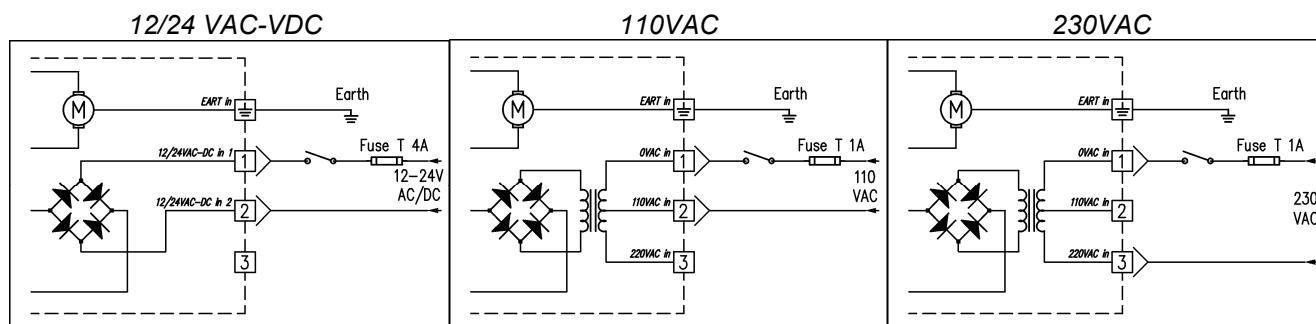 12/24 VAC-VDC
110VAC
230VAC
M
EART in
Earth
12/24VAC-DC in 1
1
Fuse T 4A
12-24V
AC/DC
12/24VAC-DC in 2
2
3
M
EART in
Earth
0VAC in
1
Fuse T 1A
110
VAC
110VAC in
2
220VAC in
3
M
EART in
Earth
0VAC in
1
Fuse T 1A
230
VAC
110VAC in
2
220VAC in
3